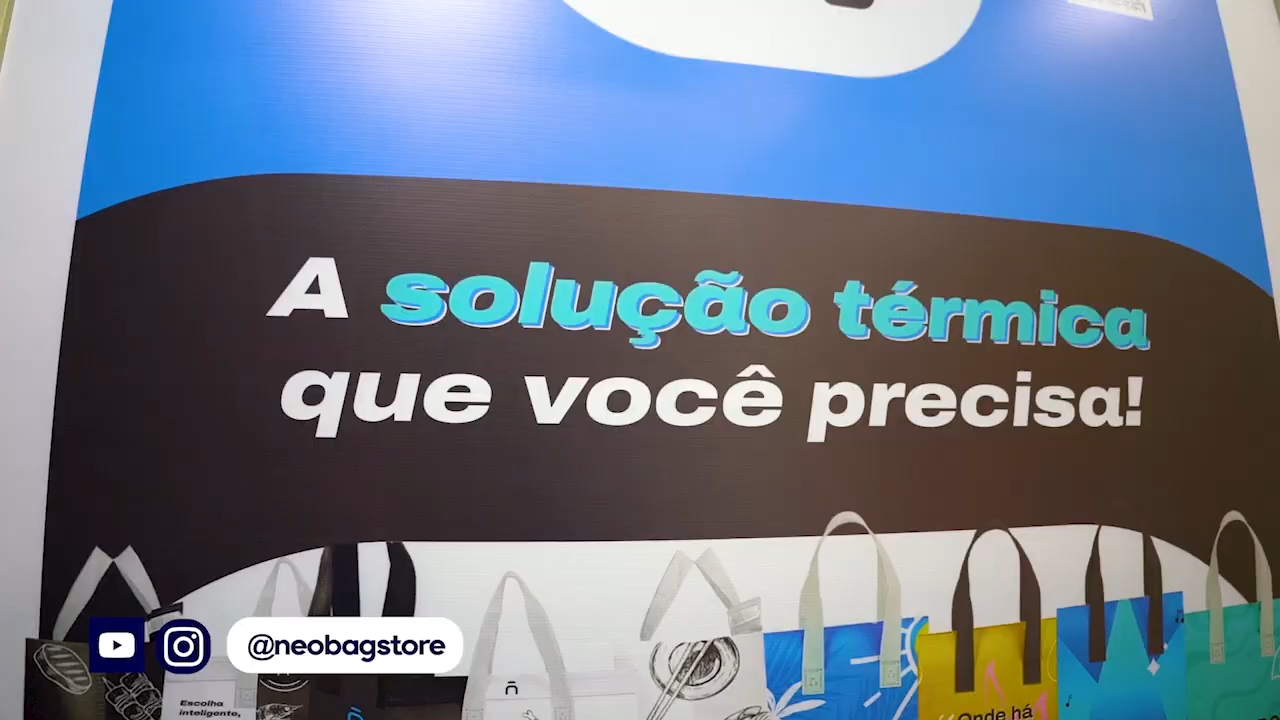 A solução térmica
que você precisa!
@neobagstore
Escolha
inteligente,
Onde há